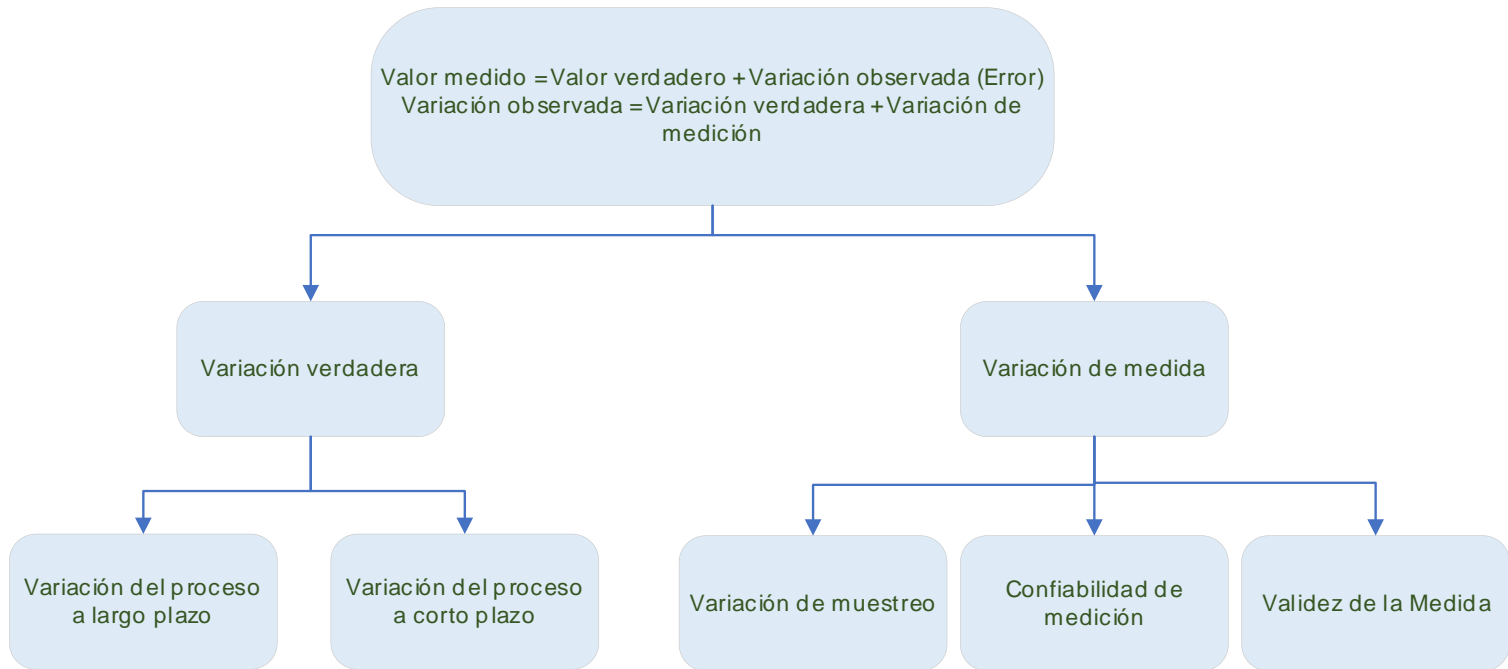 Valor medido = Valor verdadero + Variación observada (Error)
Variación observada = Variación verdadera + Variación de
medición
Variación verdadera
Variación de medida
Variación del proceso
a largo plazo
Variación del proceso
a corto plazo
Variación de muestreo
Confiabilidad de
medición
Validez de la Medida